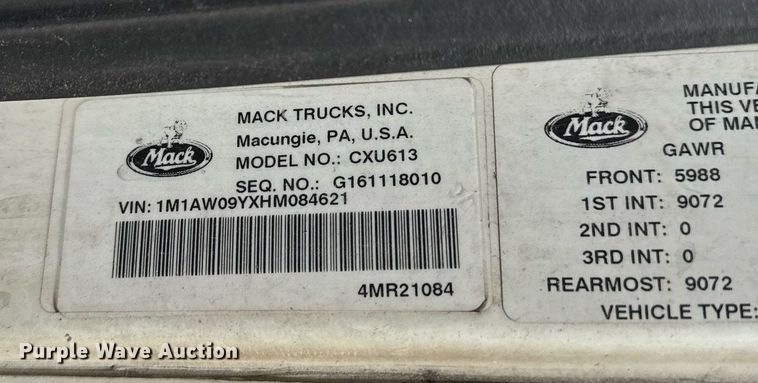 Mack
MACK TRUCKS, INC.
Macungie, PA, U.S.A.
MODEL NO.: CXU613
SEQ. NO.: G161118010
VIN: 1M1AW09YXHM084621
4MR21084
Mack
MANUFA
THIS VE
OF MAN
GAWR
FRONT: 5988
1ST INT: 9072
2ND INT: 0
3RD INT: 0
REARMOST: 9072
VEHICLE TYPE:
Purple Wave Auction